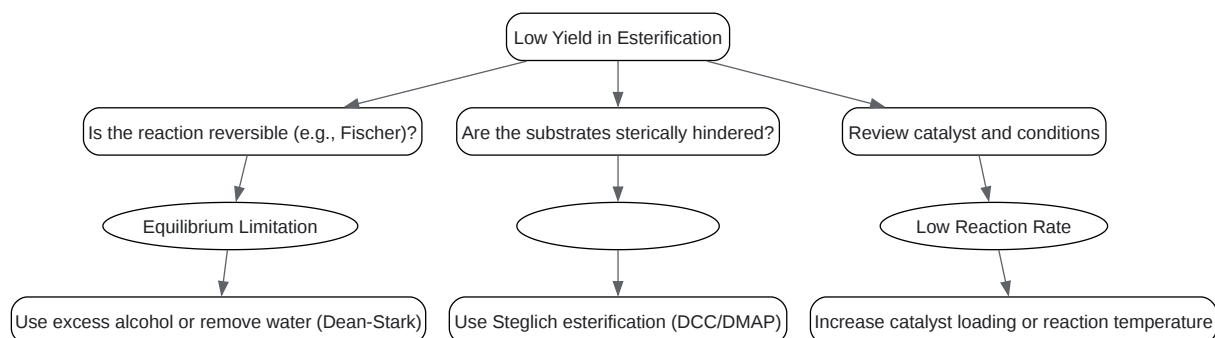 Low Yield in Esterification
Is the reaction reversible (e.g., Fischer)?
Are the substrates sterically hindered?
Review catalyst and conditions
Equilibrium Limitation
Low Reaction Rate
Use excess alcohol or remove water (Dean-Stark)
Use Steglich esterification (DCC/DMAP)
Increase catalyst loading or reaction temperature